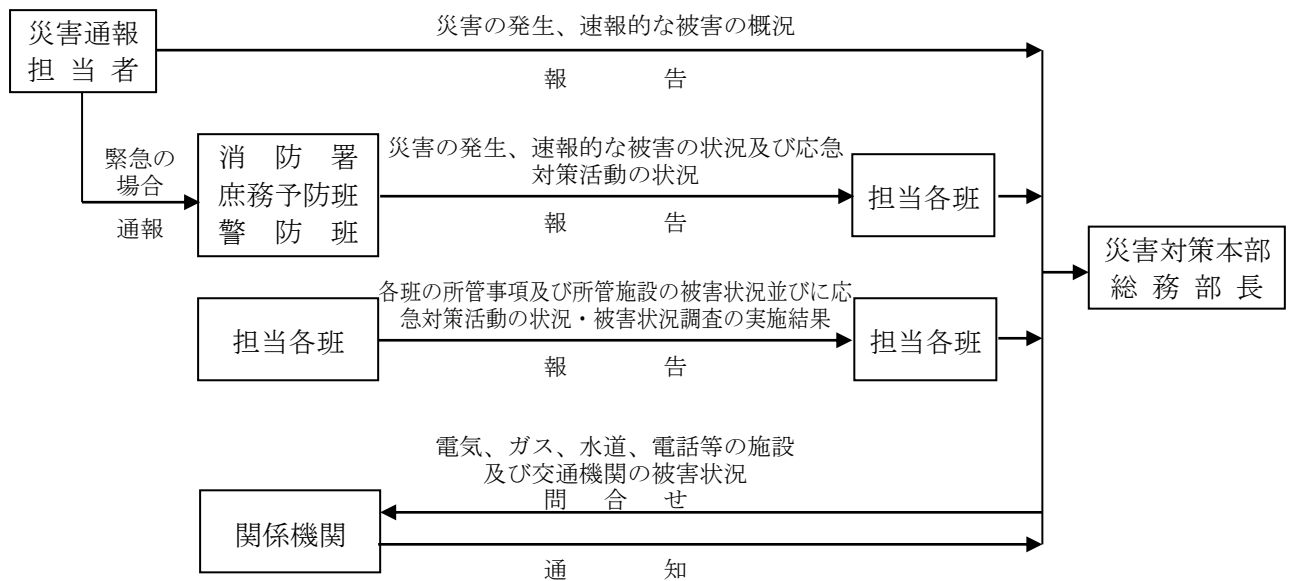 災害通報
担当者
災害の発生、速報的な被害の概況
報告
緊急の
場合
通報
消防署
庶務予防班
警防班
災害の発生、速報的な被害の状況及び応急
対策活動の状況
報告
担当各班
災害対策本部
総務部長
担当各班
各班の所管事項及び所管施設の被害状況並びに応
急対策活動の状況・被害状況調査の実施結果
報告
担当各班
関係機関
電気、ガス、水道、電話等の施設
及び交通機関の被害状況
問合せ
通知